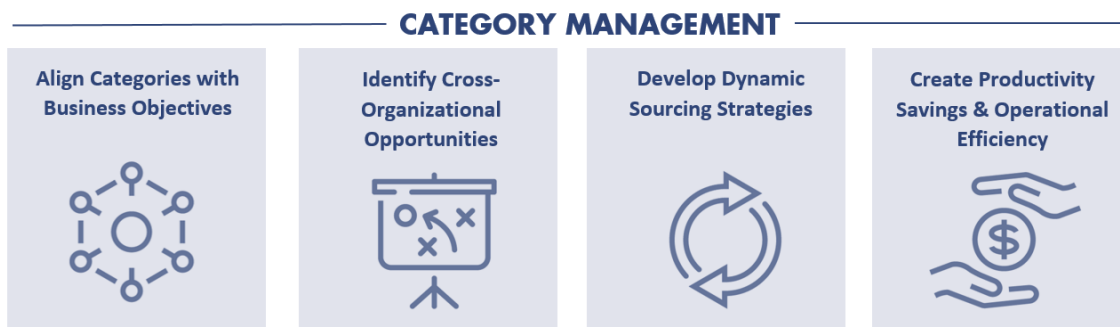 CATEGORY MANAGEMENT
Align Categories with
Business Objectives
Identify Cross-
Organizational
Opportunities
Develop Dynamic
Sourcing Strategies
Create Productivity
Savings & Operational
Efficiency
$